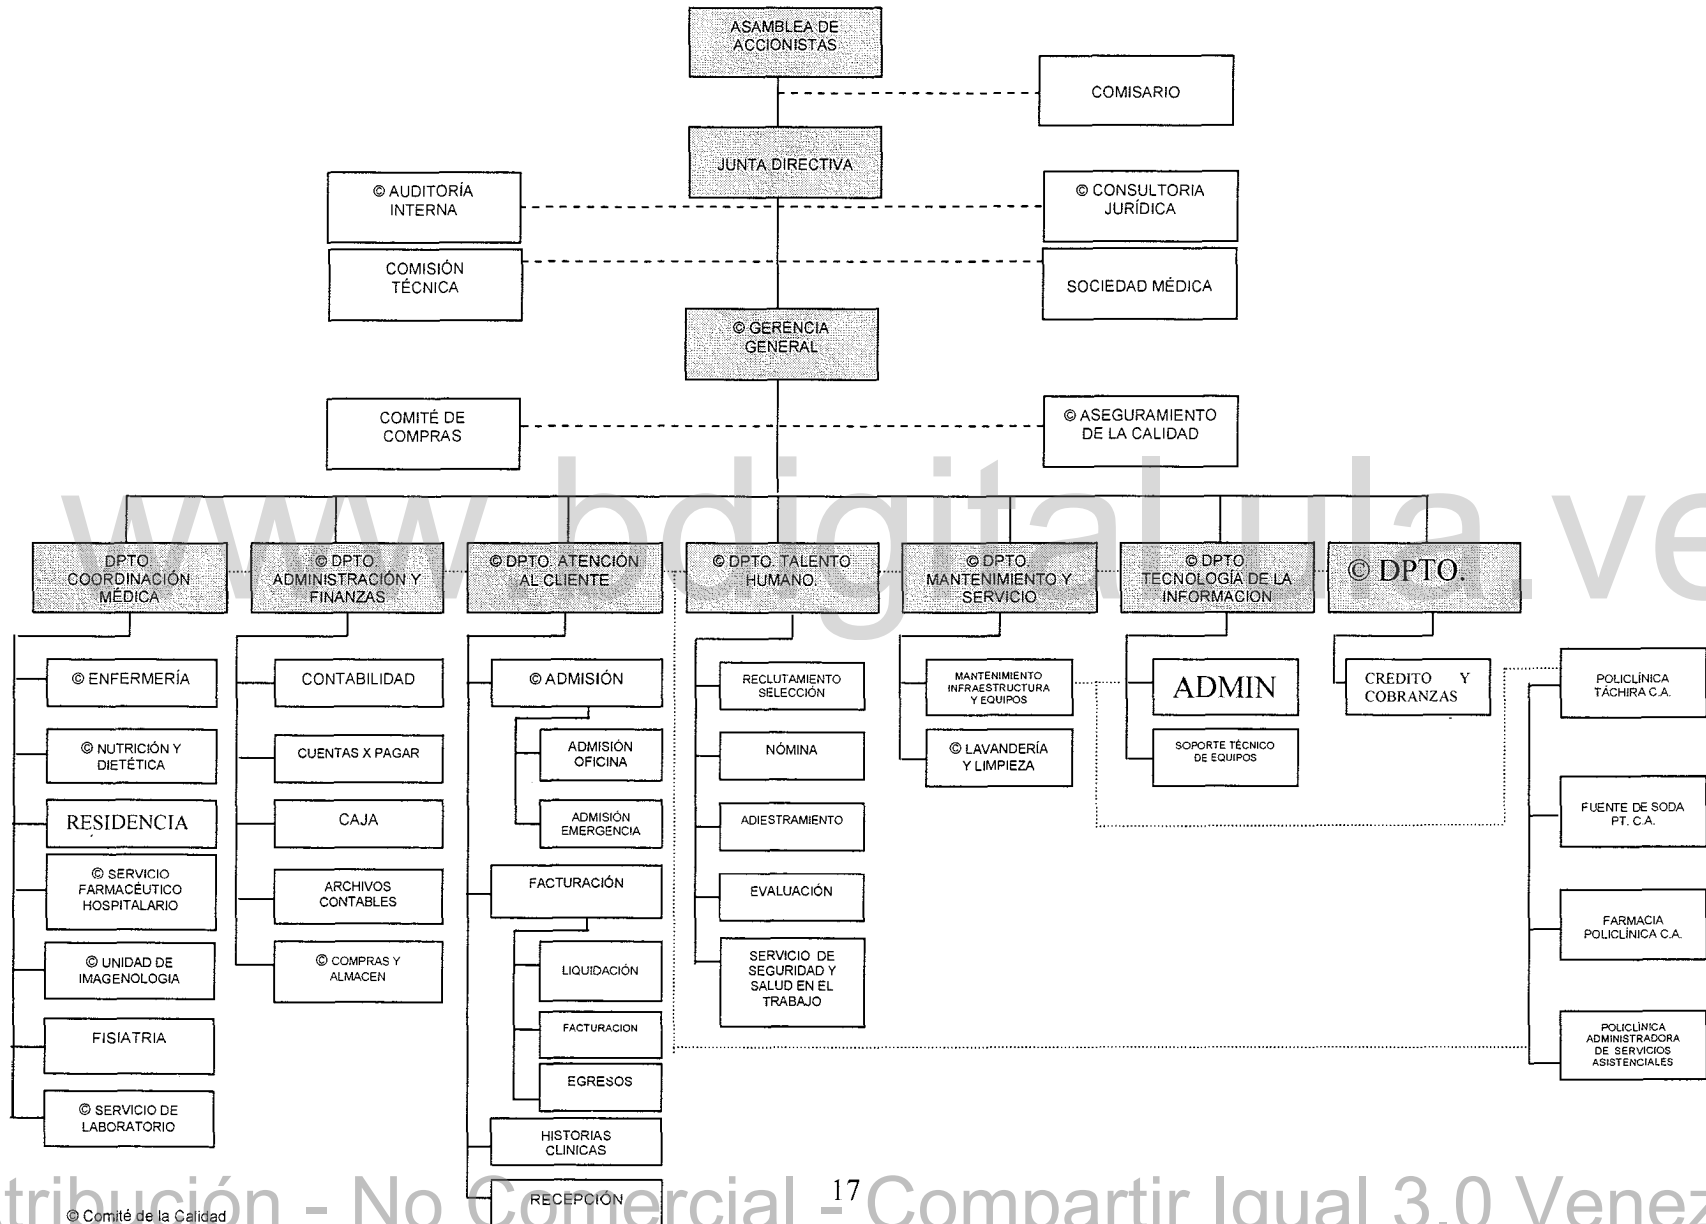 ASAMBLEA DE
ACCIONISTAS
COMISARIO
JUNTA DIRECTIVA
© AUDITORÍA
INTERNA
© CONSULTORIA
JURÍDICA
COMISIÓN
TÉCNICA
SOCIEDAD MÉDICA
© GERENCIA
GENERAL
COMITÉ DE
COMPRAS
© ASEGURAMIENTO
DE LA CALIDAD
www.bdigital.ula.ve
DPTO
COORDINACIÓN
MÉDICA
© DPTO.
ADMINISTRACIÓN Y
FINANZAS
© DPTO. ATENCIÓN
AL CLIENTE
© DPTO. TALENTO
HUMANO.
© DPTO.
MANTENIMIENTO Y
SERVICIO
© DPTO
TECNOLOGÍA DE LA
INFORMACION
© DPTO.
© ENFERMERÍA
© NUTRICIÓN Y
DIETÉTICA
RESIDENCIA
© SERVICIO
FARMACÉUTICO
HOSPITALARIO
© UNIDAD DE
IMAGENOLOGIA
FISIATRIA
© SERVICIO DE
LABORATORIO
CONTABILIDAD
CUENTAS X PAGAR
CAJA
ARCHIVOS
CONTABLES
© COMPRAS Y
ALMACEN
© ADMISIÓN
ADMISIÓN
OFICINA
ADMISIÓN
EMERGENCIA
FACTURACIÓN
LIQUIDACIÓN
FACTURACION
EGRESOS
HISTORIAS
CLINICAS
RECEPCIÓN
RECLUTAMIENTO
SELECCIÓN
NÓMINA
ADIESTRAMIENTO
EVALUACIÓN
SERVICIO DE
SEGURIDAD Y
SALUD EN EL
TRABAJO
MANTENIMIENTO
INFRAESTRUCTURA
Y EQUIPOS
© LAVANDERÍA
Y LIMPIEZA
ADMIN
SOPORTE TÉCNICO
DE EQUIPOS
CREDITO Y
COBRANZAS
POLICLÍNICA
TÁCHIRA C.A.
FUENTE DE SODA
PT. C.A.
FARMACIA
POLICLÍNICA C.A.
POLICLÍNICA
ADMINISTRADORA
DE SERVICIOS
ASISTENCIALES
17
tribución - No Comercial - Compartir Igual 3.0 Venez
© Comité de la Calidad